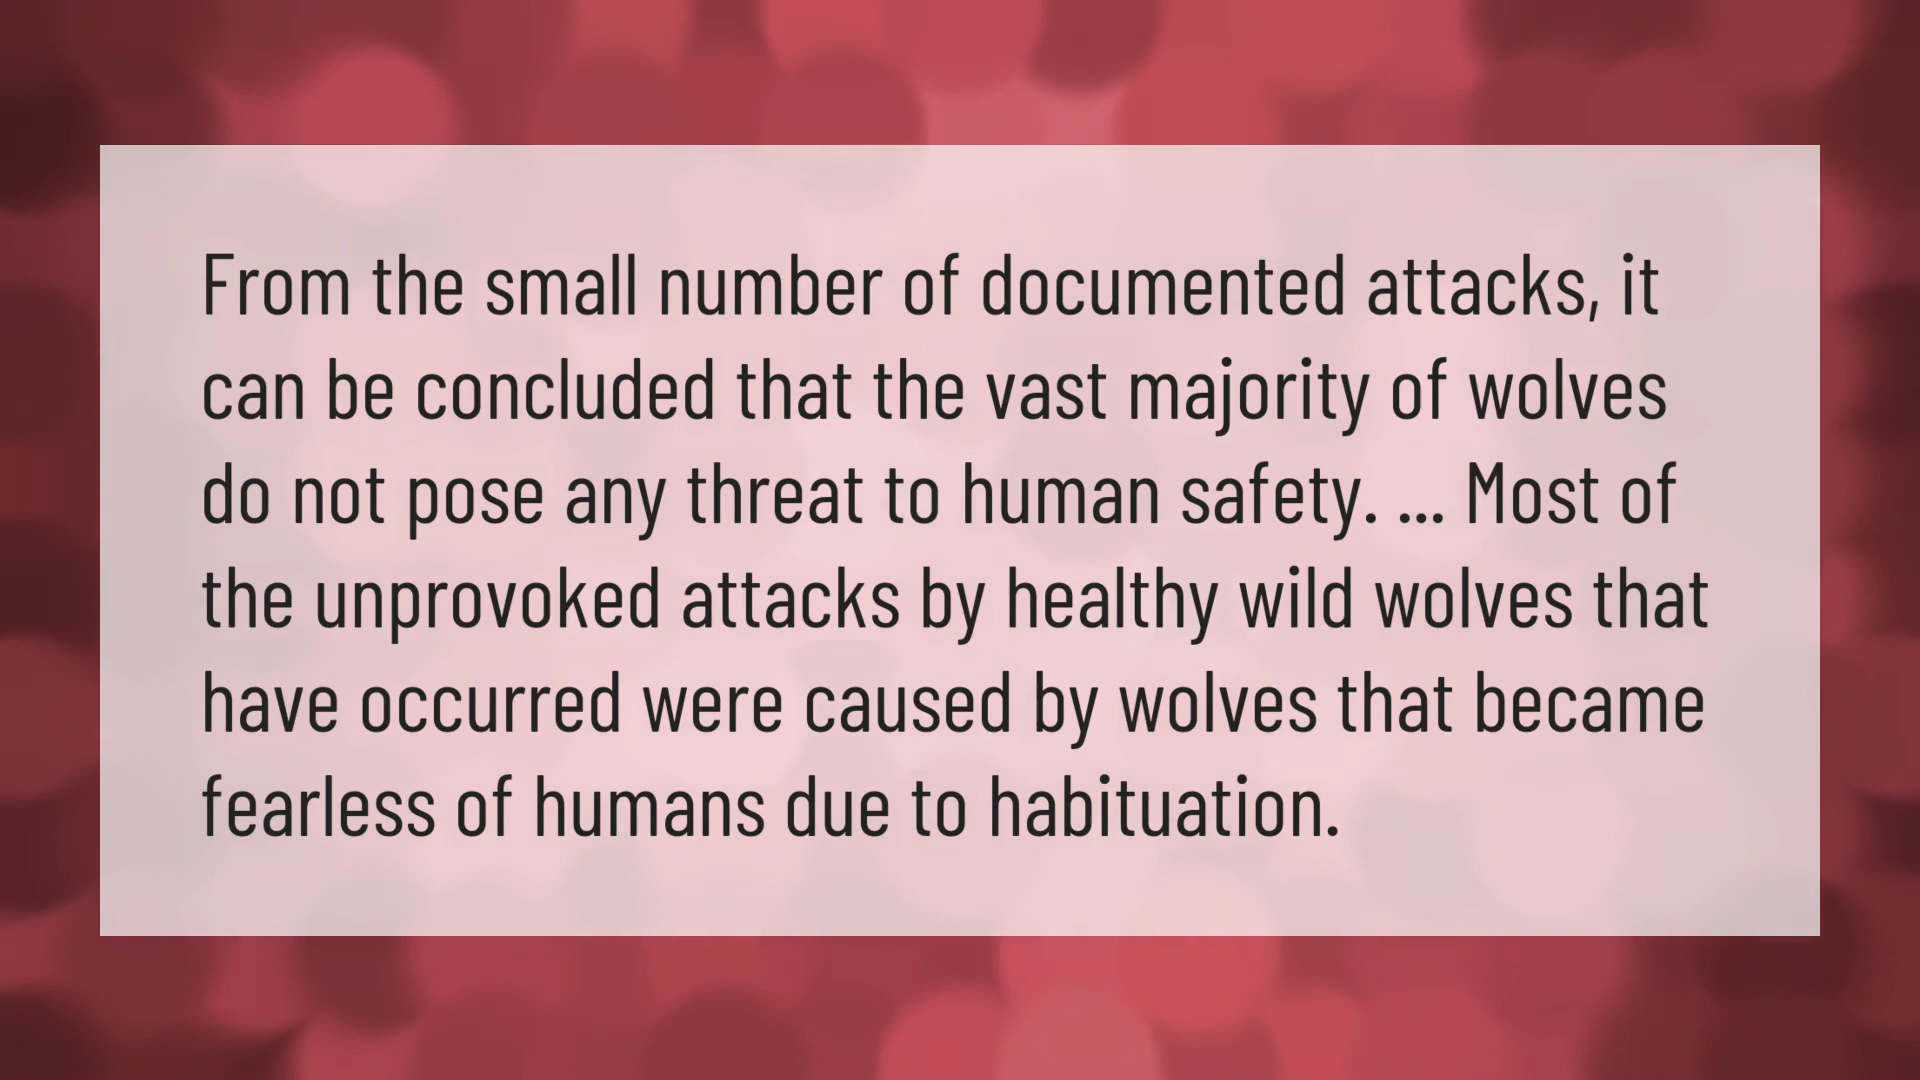 From the small number of documented attacks, it
can be concluded that the vast majority of wolves
do not pose any threat to human safety. ... Most of
the unprovoked attacks by healthy wild wolves that
have occurred were caused by wolves that became
fearless of humans due to habituation.